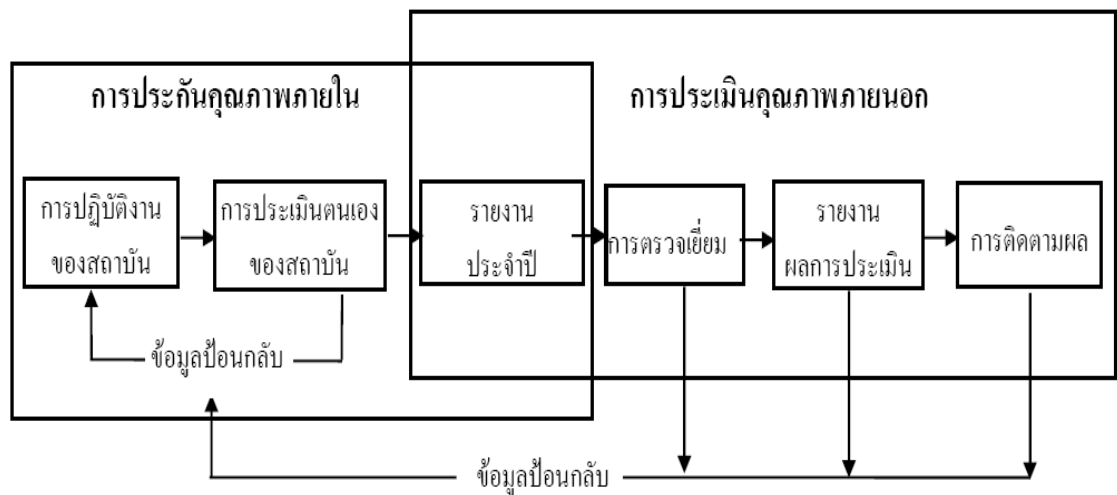 การประกันคุณภาพภายใน
การประเมินคุณภาพภายนอก
การปฏิบัติงาน
ของสถาบัน
การประเมินตนเอง
ของสถาบัน
รายงาน
ประจำปี
การตรวจเยี่ยม
รายงาน
ผลการประเมิน
การติดตามผล
ข้อมูลป้อนกลับ
ข้อมูลป้อนกลับ